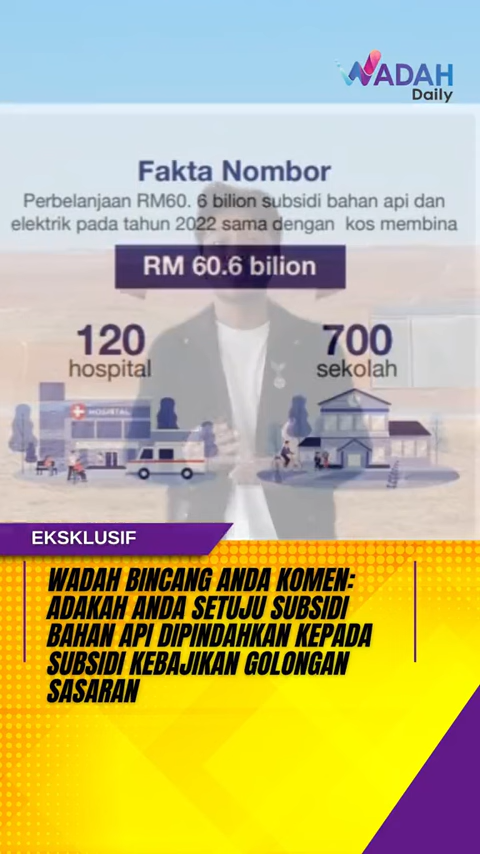 WADAH
Daily
Fakta Nombor
Perbelanjaan RM60. 6 bilion subsidi bahan api dan
elektrik pada tahun 2022 sama dengan kos membina
RM 60.6 bilion
120
hospital
700
sekolah
HOSPITAL
EKSKLUSIF
WADAH BINCANG ANDA KOMEN:
ADAKAH ANDA SETUJU SUBSIDI
BAHAN API DIPINDAHKAN KEPADA
SUBSIDI KEBAJIKAN GOLONGAN
SASARAN